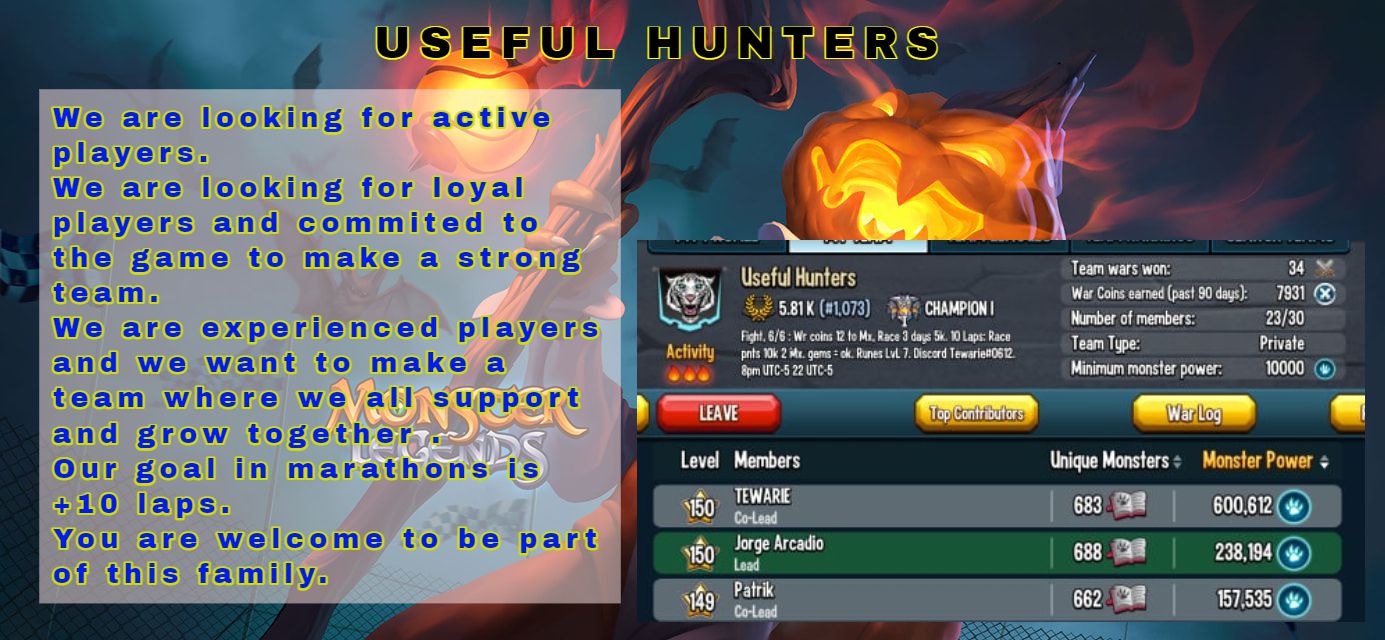 USEFUL HUNTERS
We are looking for active
players.
We are looking for loyal
players and commited to
the game to make a strong
team.
We are experienced players
and we want to make a
team where we all support
and grow together .
Our goal in marathons is
+10 laps.
You are welcome to be part
of this family.
MONSTER
LEGENDS
Useful Hunters
5.81 K (#1,073) CHAMPION I
Activity
Fight, 6/6 : Wr coins 12 to Mx, Race 3 days 5k. 10 Laps: Race
pnts 10k 2 Mx. gems = ok. Runes LvL 7. Discord Tewarie#0612.
8pm UTC-5 22 UTC-5
Team wars won: 34
War Coins earned (past 90 days): 7931
Number of members: 23/30
Team Type: Private
Minimum monster power: 10000
LEAVE Top Contributors War Log
Level Members Unique Monsters Monster Power
150 TEWARIE 683 600,612
Co-Lead
150 Jorge Arcadio 688 238,194
Lead
149 Patrik 662 157,535
Co-Lead